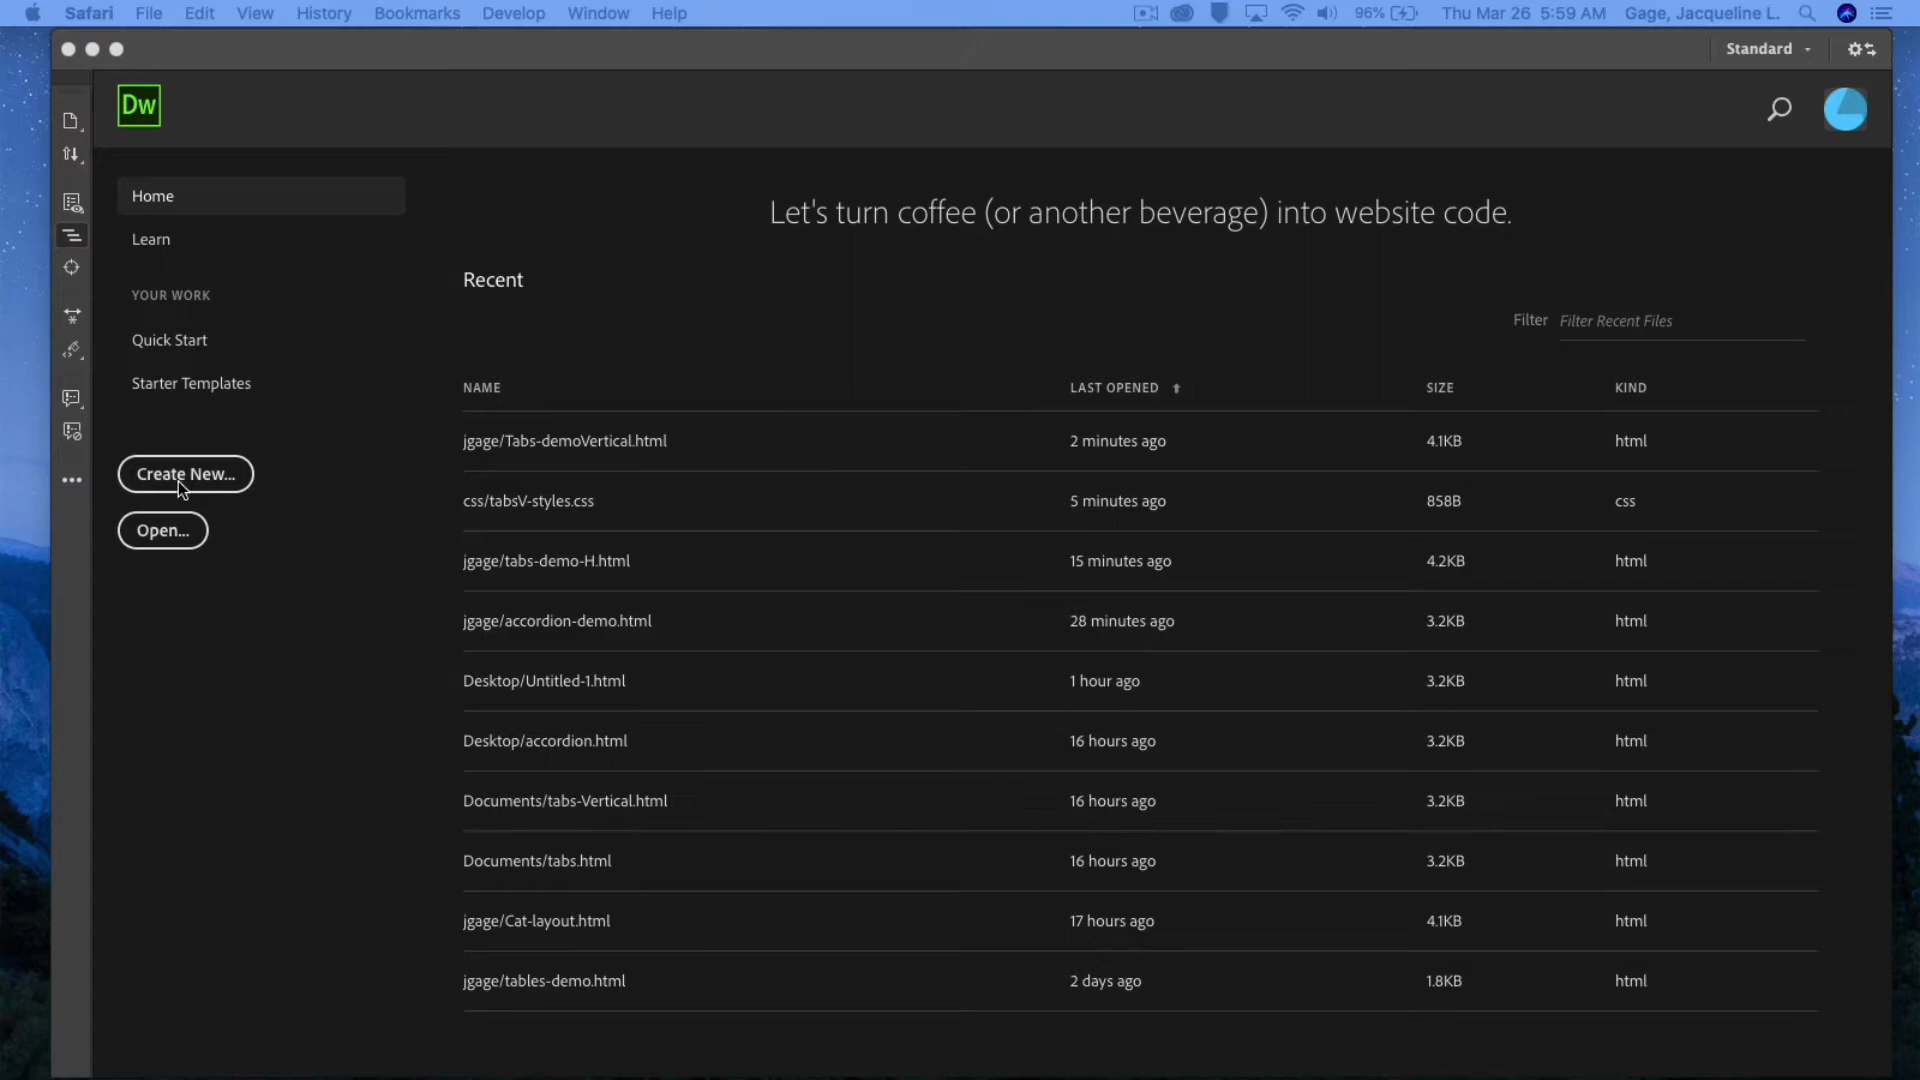 Safari File Edit View History Bookmarks Develop Window Help 96% Thu Mar 26 5:59 AM Gage, Jacqueline L.
Standard
Dw
Home
Learn
YOUR WORK
Quick Start
Starter Templates
Create New...
Open...
Let's turn coffee (or another beverage) into website code.
Recent
Filter Filter Recent Files
NAME LAST OPENED SIZE KIND
jgage/Tabs-demoVertical.html 2 minutes ago 4.1KB html
css/tabsV-styles.css 5 minutes ago 858B css
jgage/tabs-demo-H.html 15 minutes ago 4.2KB html
jgage/accordion-demo.html 28 minutes ago 3.2KB html
Desktop/Untitled-1.html 1 hour ago 3.2KB html
Desktop/accordion.html 16 hours ago 3.2KB html
Documents/tabs-Vertical.html 16 hours ago 3.2KB html
Documents/tabs.html 16 hours ago 3.2KB html
jgage/Cat-layout.html 17 hours ago 4.1KB html
jgage/tables-demo.html 2 days ago 1.8KB html